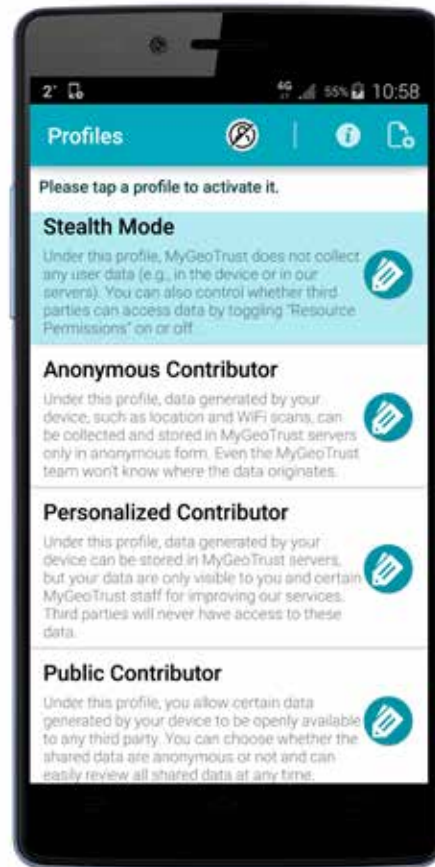 2° 4G 55% 10:58
Profiles
Please tap a profile to activate it.
Stealth Mode
Under this profile, MyGeoTrust does not collect
any user data (e.g., in the device or in our
servers). You can also control whether third
parties can access data by toggling "Resource
Permissions" on or off.
Anonymous Contributor
Under this profile, data generated by your
device, such as location and WiFi scans, can
be collected and stored in MyGeoTrust servers
only in anonymous form. Even the MyGeoTrust
team won't know where the data originates.
Personalized Contributor
Under this profile, data generated by your
device can be stored in MyGeoTrust servers,
but your data are only visible to you and certain
MyGeoTrust staff for improving our services.
Third parties will never have access to these
data.
Public Contributor
Under this profile, you allow certain data
generated by your device to be openly available
to any third party. You can choose whether the
shared data are anonymous or not and can
easily review all shared data at any time.